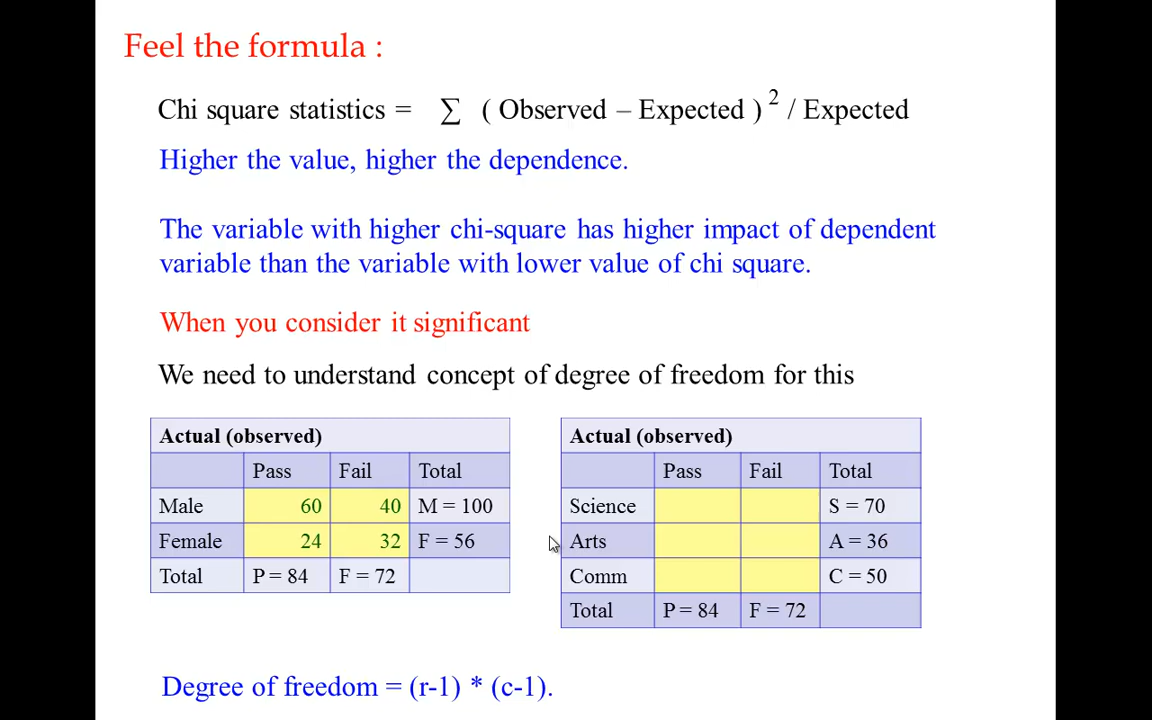 Feel the formula :
Chi square statistics = ∑ ( Observed – Expected ) 2 / Expected
Higher the value, higher the dependence.
The variable with higher chi-square has higher impact of dependent
variable than the variable with lower value of chi square.
When you consider it significant
We need to understand concept of degree of freedom for this
Actual (observed)
Pass Fail Total
Male 60 40 M = 100
Female 24 32 F = 56
Total P = 84 F = 72
Actual (observed)
Pass Fail Total
Science S = 70
Arts A = 36
Comm C = 50
Total P = 84 F = 72
Degree of freedom = (r-1) * (c-1).